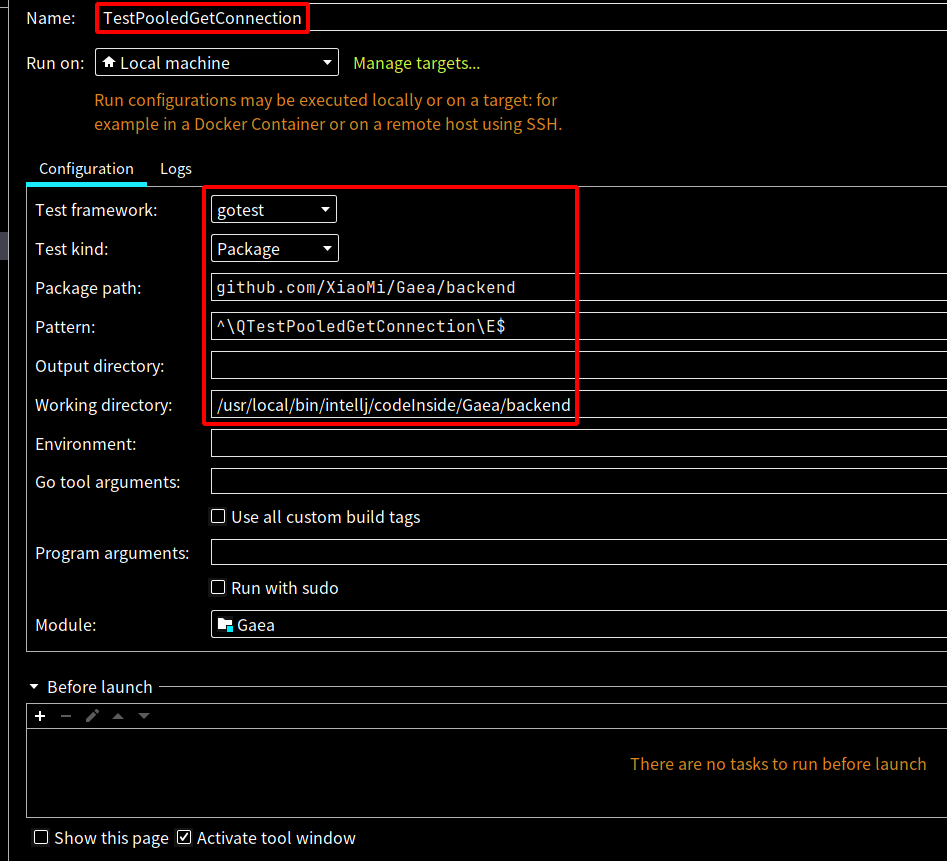 Name: TestPooledGetConnection
Run on: Local machine Manage targets...
Run configurations may be executed locally or on a target: for
example in a Docker Container or on a remote host using SSH.
Configuration Logs
Test framework: gotest
Test kind: Package
Package path: github.com/XiaoMi/Gaea/backend
Pattern: ^\QTestPooledGetConnection\E$
Output directory:
Working directory: /usr/local/bin/intellj/codeInside/Gaea/backend
Environment:
Go tool arguments:
Use all custom build tags
Program arguments:
Run with sudo
Module: Gaea
Before launch
There are no tasks to run before launch
Show this page Activate tool window